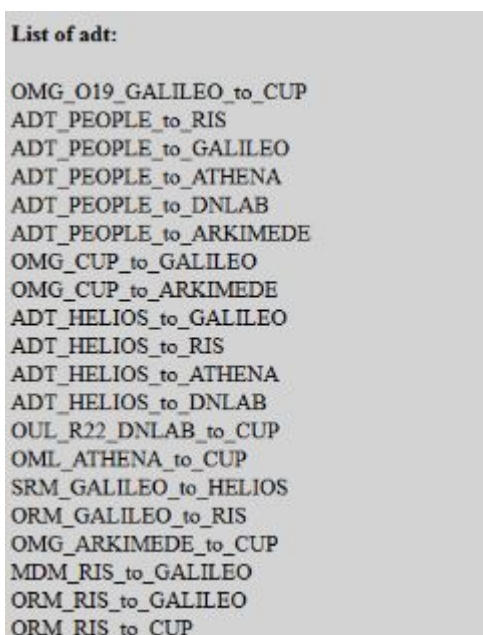 List of adt:
OMG_O19_GALILEO_to_CUP
ADT_PEOPLE_to_RIS
ADT_PEOPLE_to_GALILEO
ADT_PEOPLE_to_ATHENA
ADT_PEOPLE_to_DNLAB
ADT_PEOPLE_to_ARKIMEDE
OMG_CUP_to_GALILEO
OMG_CUP_to_ARKIMEDE
ADT_HELIOS_to_GALILEO
ADT_HELIOS_to_RIS
ADT_HELIOS_to_ATHENA
ADT_HELIOS_to_DNLAB
OUL_R22_DNLAB_to_CUP
OML_ATHENA_to_CUP
SRM_GALILEO_to_HELIOS
ORM_GALILEO_to_RIS
OMG_ARKIMEDE_to_CUP
MDM_RIS_to_GALILEO
ORM_RIS_to_GALILEO
ORM_RIS_to_CUP